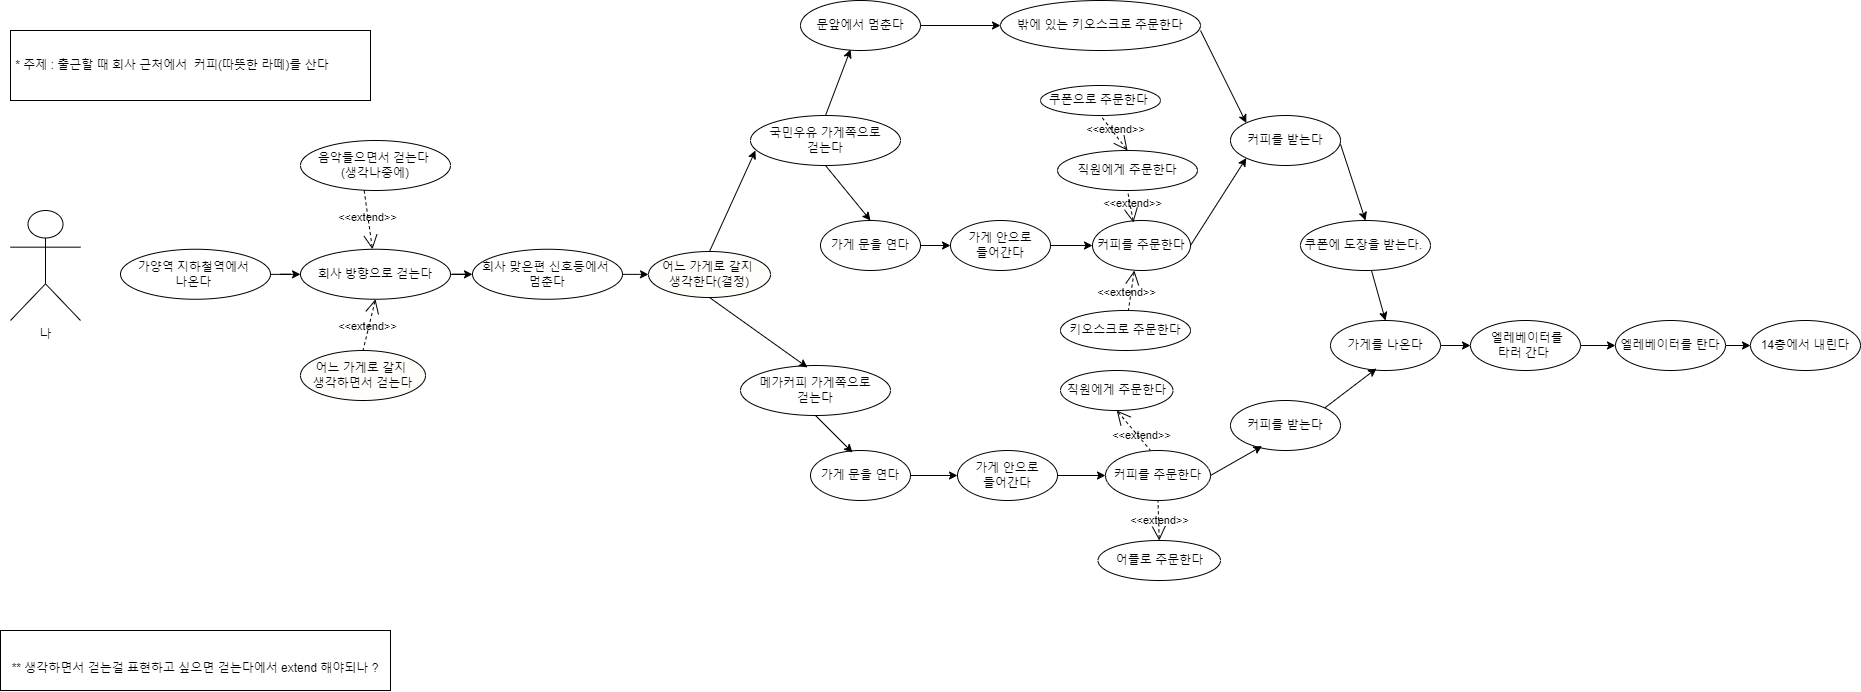 * 주제 : 출근할 때 회사 근처에서  커피(따뜻한 라떼)를 산다
나
가양역 지하철역에서
나온다
음악들으면서 걷는다
(생각나중에)
<<extend>>
회사 방향으로 걷는다
<<extend>>
어느 가게로 갈지
생각하면서 걷는다
회사 맞은편 신호등에서
멈춘다
어느 가게로 갈지
생각한다(결정)
국민우유 가게쪽으로
걷는다
문앞에서 멈춘다
밖에 있는 키오스크로 주문한다
가게 문을 연다
가게 안으로
들어간다
쿠폰으로 주문한다
<<extend>>
직원에게 주문한다
<<extend>>
커피를 주문한다
<<extend>>
키오스크로 주문한다
커피를 받는다
쿠폰에 도장을 받는다.
메가커피 가게쪽으로
걷는다
가게 문을 연다
가게 안으로
들어간다
직원에게 주문한다
<<extend>>
커피를 주문한다
<<extend>>
어플로 주문한다
커피를 받는다
가게를 나온다
엘레베이터를
타러 간다
엘레베이터를 탄다
14층에서 내린다
** 생각하면서 걷는걸 표현하고 싶으면 걷는다에서 extend 해야되나 ?